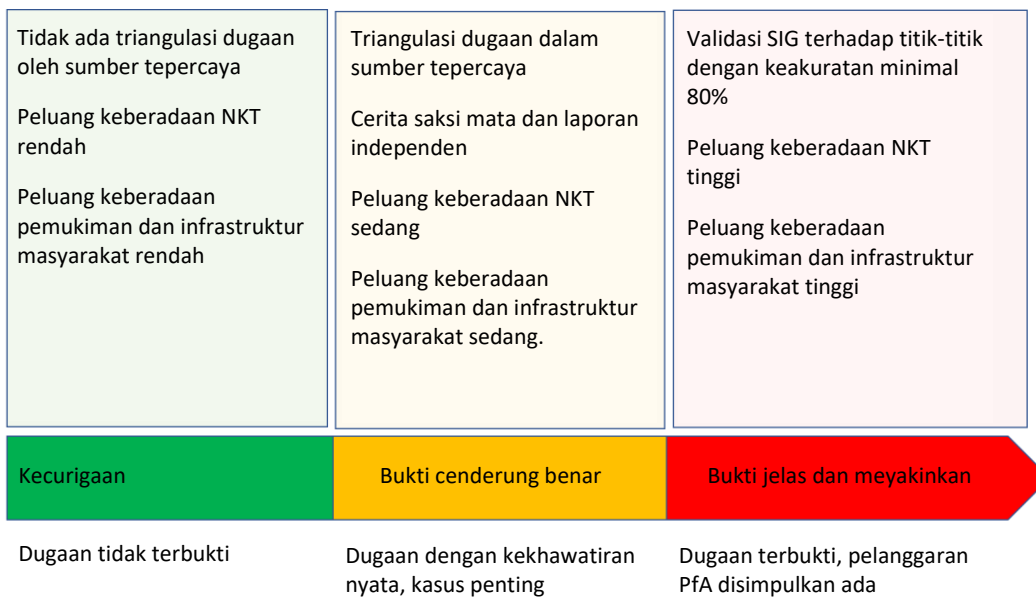 Tidak ada triangulasi dugaan
oleh sumber tepercaya
Peluang keberadaan NKT
rendah
Peluang keberadaan
pemukiman dan infrastruktur
masyarakat rendah
Triangulasi dugaan dalam
sumber tepercaya
Cerita saksi mata dan laporan
independen
Peluang keberadaan NKT
sedang
Peluang keberadaan
pemukiman dan infrastruktur
masyarakat sedang.
Validasi SIG terhadap titik-titik
dengan keakuratan minimal
80%
Peluang keberadaan NKT
tinggi
Peluang keberadaan
pemukiman dan infrastruktur
masyarakat tinggi
Kecurigaan
Bukti cenderung benar
Bukti jelas dan meyakinkan
Dugaan tidak terbukti
Dugaan dengan kekhawatiran
nyata, kasus penting
Dugaan terbukti, pelanggaran
PfA disimpulkan ada